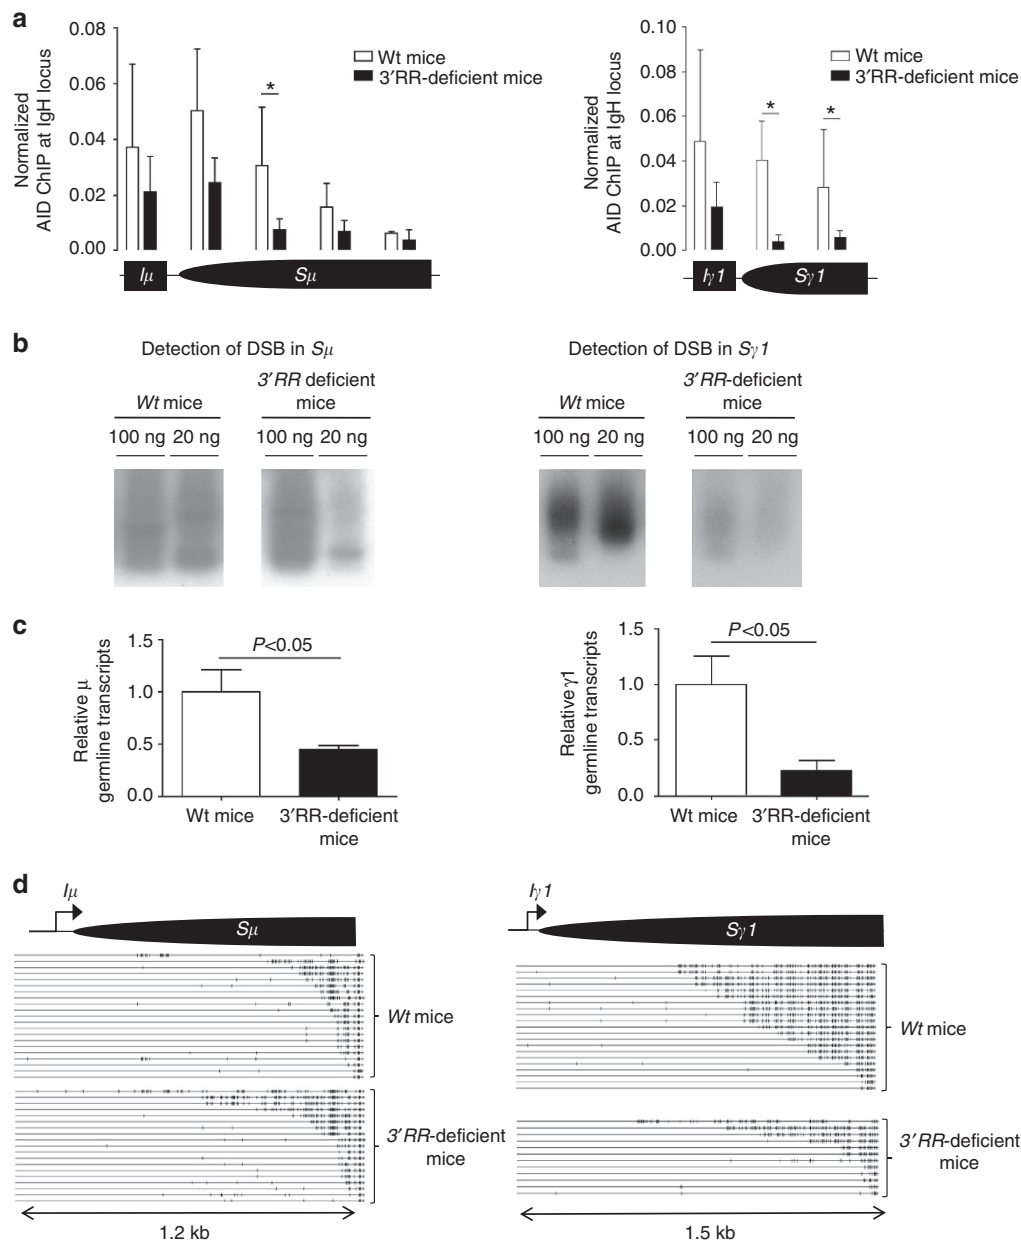 a
0.08
0.06
0.04
0.02
0.00
Normalized
AID ChIP at IgH locus
Wt mice
3′RR-deficient mice
*
Iμ
Sμ
0.10
0.08
0.06
0.04
0.02
0.00
Normalized
AID ChIP at IgH locus
Wt mice
3′RR-deficient mice
*
*
Iγ1
Sγ1
b
Detection of DSB in Sμ
Wt mice
3′RR deficient
mice
100 ng 20 ng
100 ng 20 ng
Detection of DSB in Sγ1
Wt mice
3′RR-deficient
mice
100 ng 20 ng
100 ng 20 ng
c
1.5
1.0
0.5
0.0
Relative μ
germline transcripts
P<0.05
Wt mice
3′RR-deficient
mice
1.5
1.0
0.5
0.0
Relative γ1
germline transcripts
P<0.05
Wt mice
3′RR-deficient
mice
d
Iμ
Sμ
Wt mice
3′RR-deficient
mice
1.2 kb
Iγ1
Sγ1
Wt mice
3′RR-deficient
mice
1.5 kb